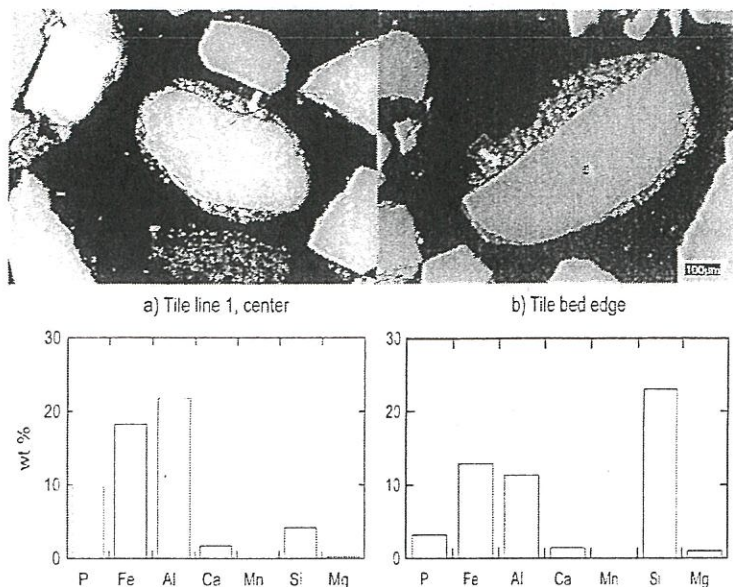 100µm
a) Tile line 1, center
b) Tile bed edge
30
20
10
0
wt %
P Fe Al Ca Mn Si Mg
30
20
10
0
P Fe Al Ca Mn Si Mg